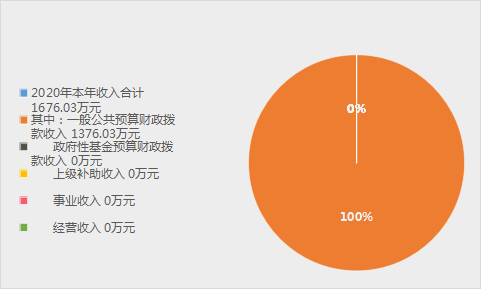 2020年本年收入合计
1676.03万元
其中：一般公共预算财政拨
款收入 1376.03万元
政府性基金预算财政拨
款收入 0万元
上级补助收入 0万元
事业收入 0万元
经营收入 0万元
0%
100%